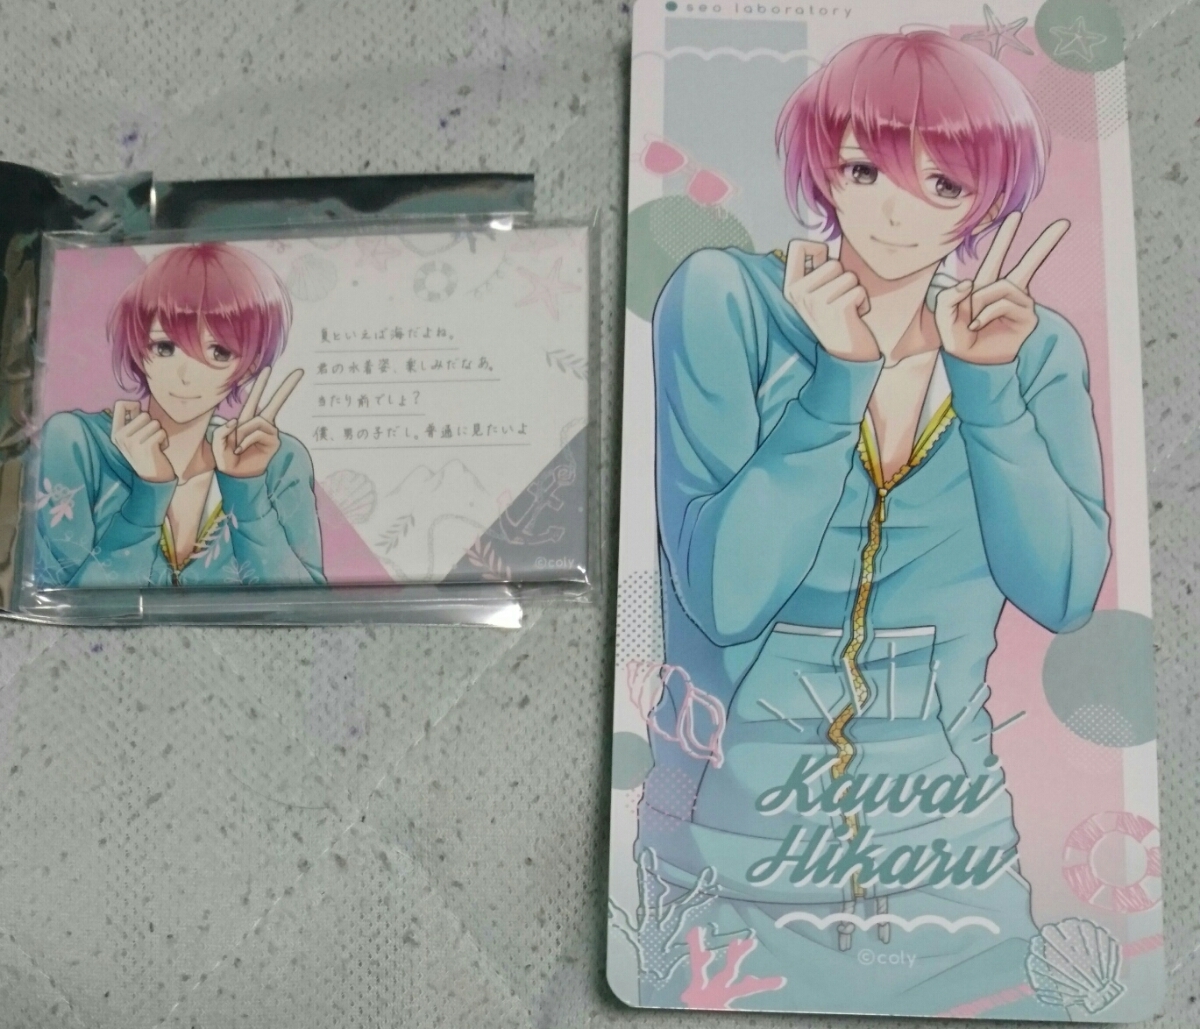 夏といえば海だよね。
君の水着姿、楽しみだなあ。
当たり前でしょ?
僕、男の子だし。普通に見たいよ
©coly
seo laboratory
Kawai
Hikaru
©coly